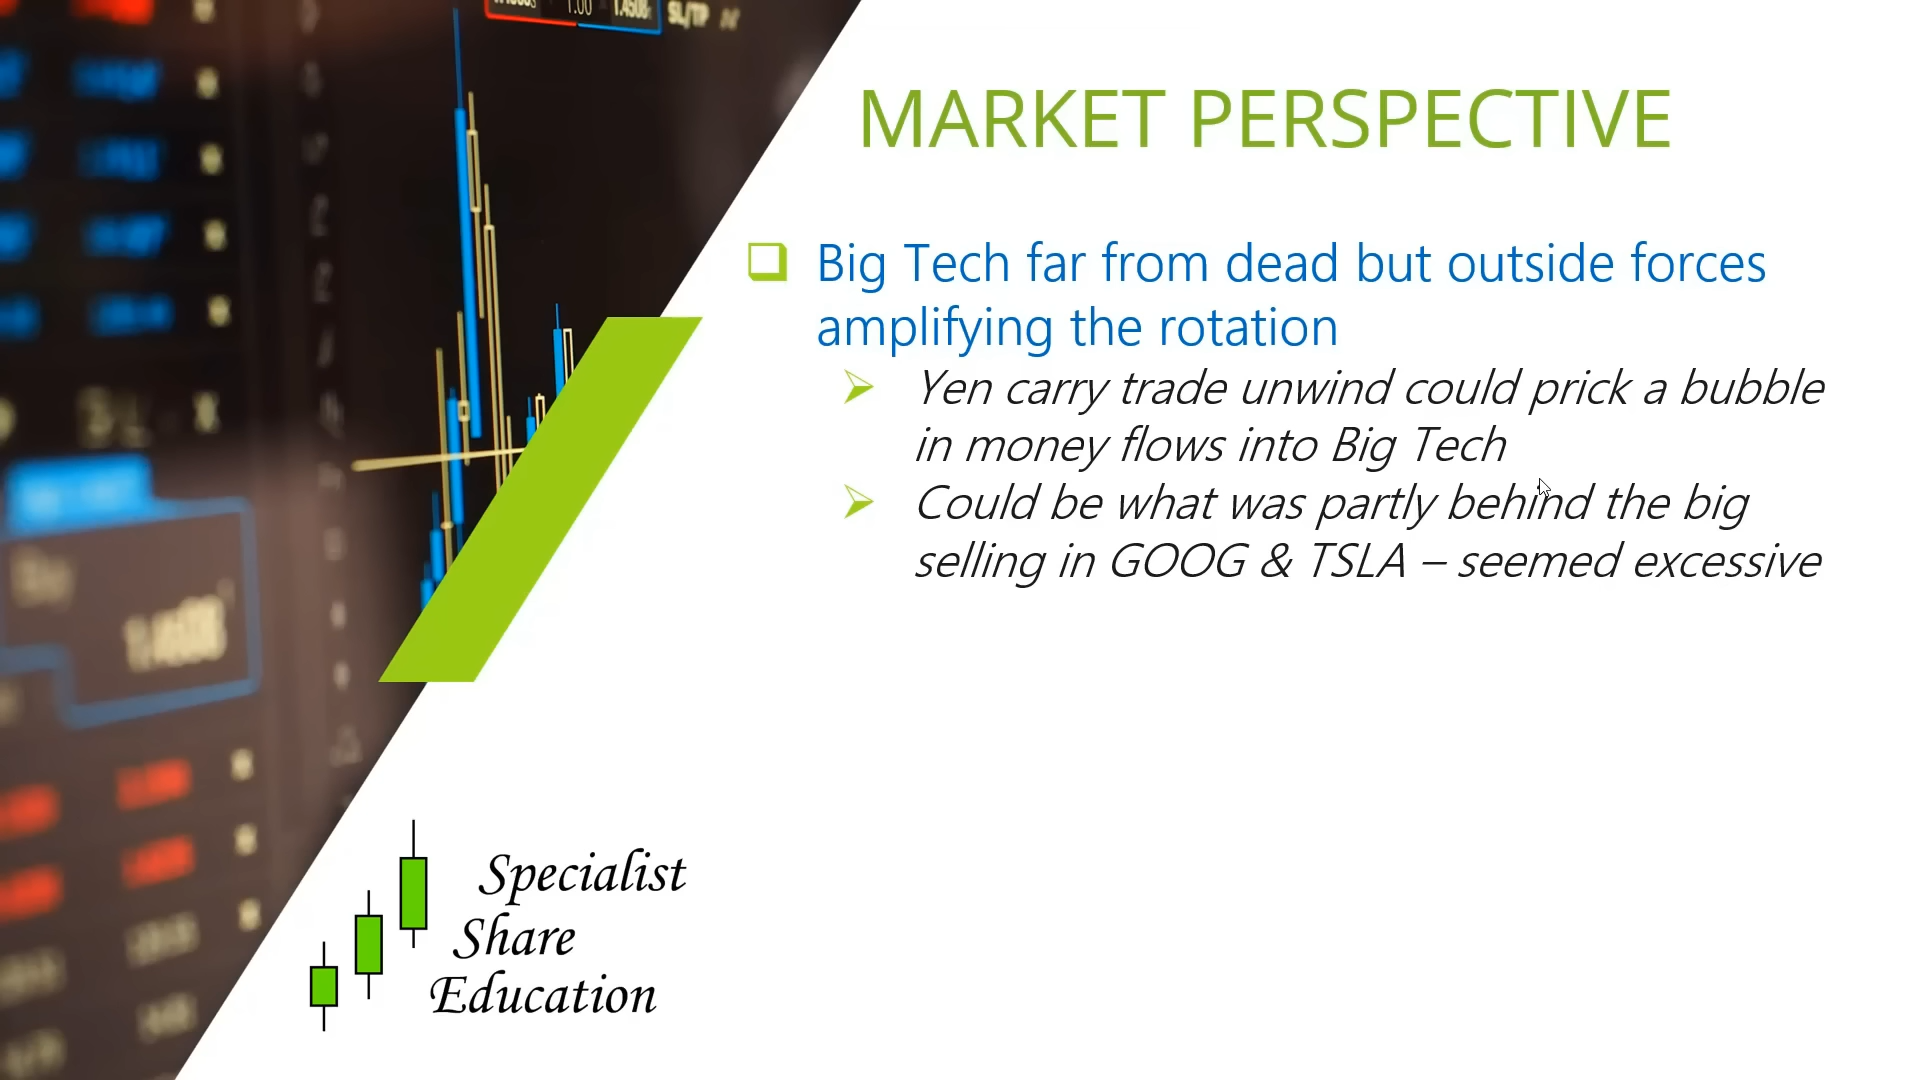 SL/TP
MARKET PERSPECTIVE
Big Tech far from dead but outside forces
amplifying the rotation
Yen carry trade unwind could prick a bubble
in money flows into Big Tech
Could be what was partly behind the big
selling in GOOG & TSLA – seemed excessive
Specialist
Share
Education